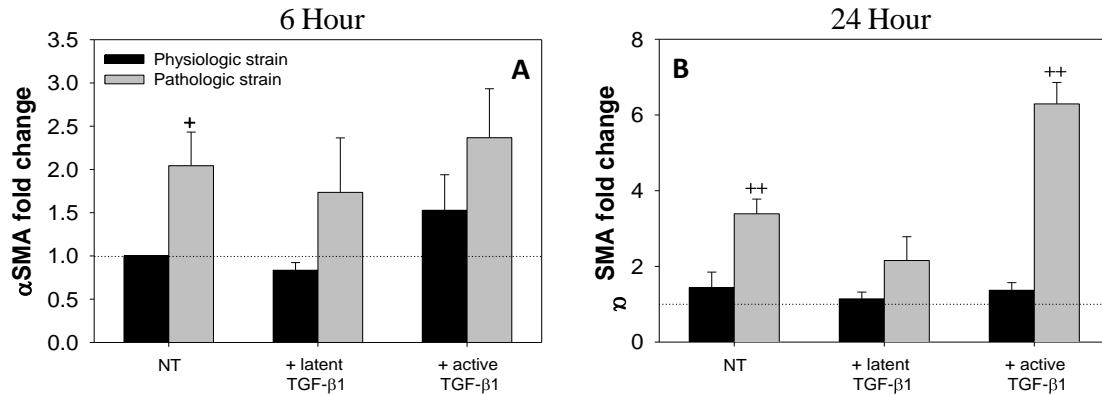 6 Hour
3.5
3.0
2.5
2.0
1.5
1.0
0.5
0.0
αSMA fold change
Physiologic strain
Pathologic strain
A
+
NT
+ latent
TGF-β1
+ active
TGF-β1
24 Hour
8
6
4
2
0
α SMA fold change
B
++
++
NT
+ latent
TGF-β1
+ active
TGF-β1